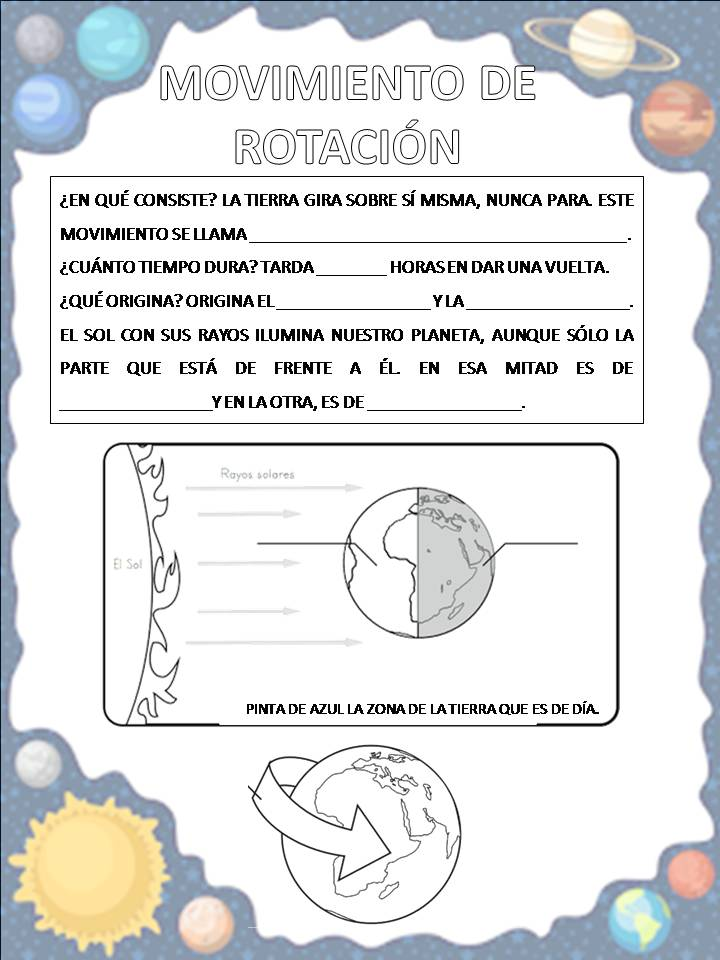 MOVIMIENTO DE
ROTACIÓN
¿EN QUÉ CONSISTE? LA TIERRA GIRA SOBRE SÍ MISMA, NUNCA PARA. ESTE
MOVIMIENTO SE LLAMA ________________________________________.
¿CUÁNTO TIEMPO DURA? TARDA ________ HORAS EN DAR UNA VUELTA.
¿QUÉ ORIGINA? ORIGINA EL _________________ Y LA __________________.
EL SOL CON SUS RAYOS ILUMINA NUESTRO PLANETA, AUNQUE SÓLO LA
PARTE QUE ESTÁ DE FRENTE A ÉL. EN ESA MITAD ES DE
_________________Y EN LA OTRA, ES DE _________________.
Rayos solares
El Sol
PINTA DE AZUL LA ZONA DE LA TIERRA QUE ES DE DÍA.